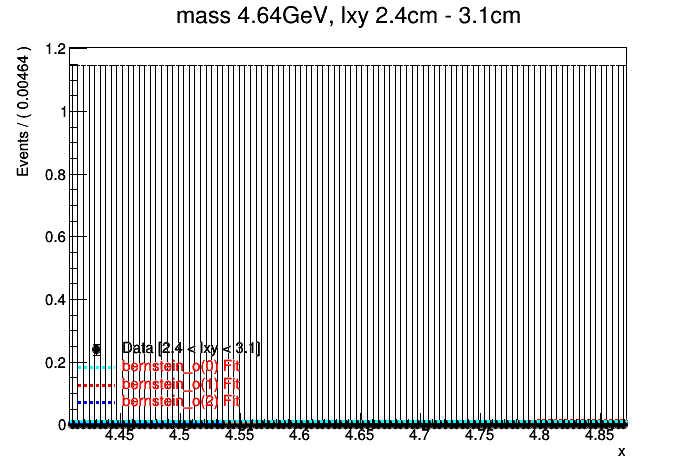 mass 4.64GeV, lxy 2.4cm - 3.1cm
Events / ( 0.00464 )
1.2
1
0.8
0.6
0.4
0.2
0
Data [2.4 < lxy < 3.1]
bernstein_o(0) Fit
bernstein_o(1) Fit
bernstein_o(2) Fit
4.45 4.5 4.55 4.6 4.65 4.7 4.75 4.8 4.85
x